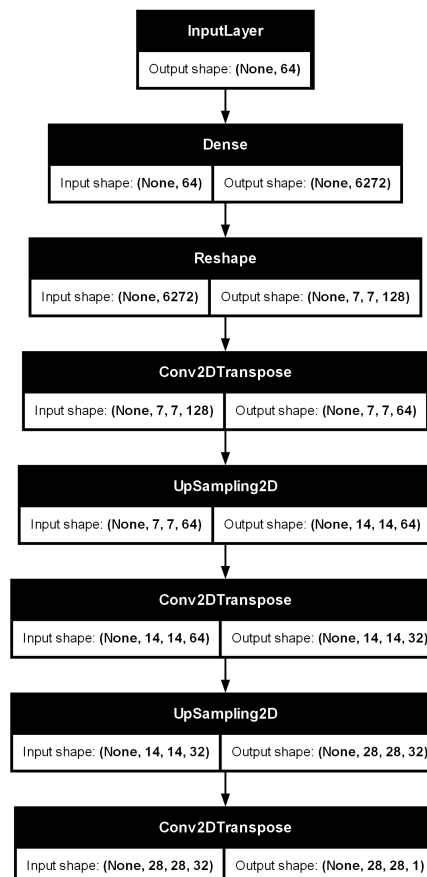 InputLayer
Output shape: (None, 64)
Dense
Input shape: (None, 64) Output shape: (None, 6272)
Reshape
Input shape: (None, 6272) Output shape: (None, 7, 7, 128)
Conv2DTranspose
Input shape: (None, 7, 7, 128) Output shape: (None, 7, 7, 64)
UpSampling2D
Input shape: (None, 7, 7, 64) Output shape: (None, 14, 14, 64)
Conv2DTranspose
Input shape: (None, 14, 14, 64) Output shape: (None, 14, 14, 32)
UpSampling2D
Input shape: (None, 14, 14, 32) Output shape: (None, 28, 28, 32)
Conv2DTranspose
Input shape: (None, 28, 28, 32) Output shape: (None, 28, 28, 1)